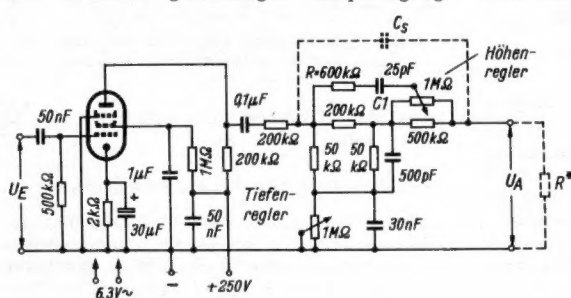 C_S
Höhen-
regler
R=600kΩ
25pF
1MΩ
C1
50nF
0,1μF
200kΩ
200kΩ
500kΩ
U_E
500kΩ
2kΩ
30μF
1μF
1MΩ
50
nF
200kΩ
Tiefen-
regler
50
kΩ
50
kΩ
500pF
1MΩ
30nF
U_A
6,3V~
−
+250V